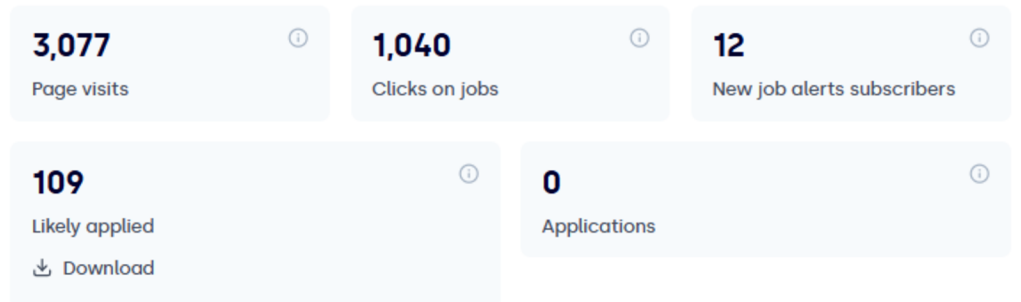 3,077
Page visits
1,040
Clicks on jobs
12
New job alerts subscribers
109
Likely applied
Download
0
Applications